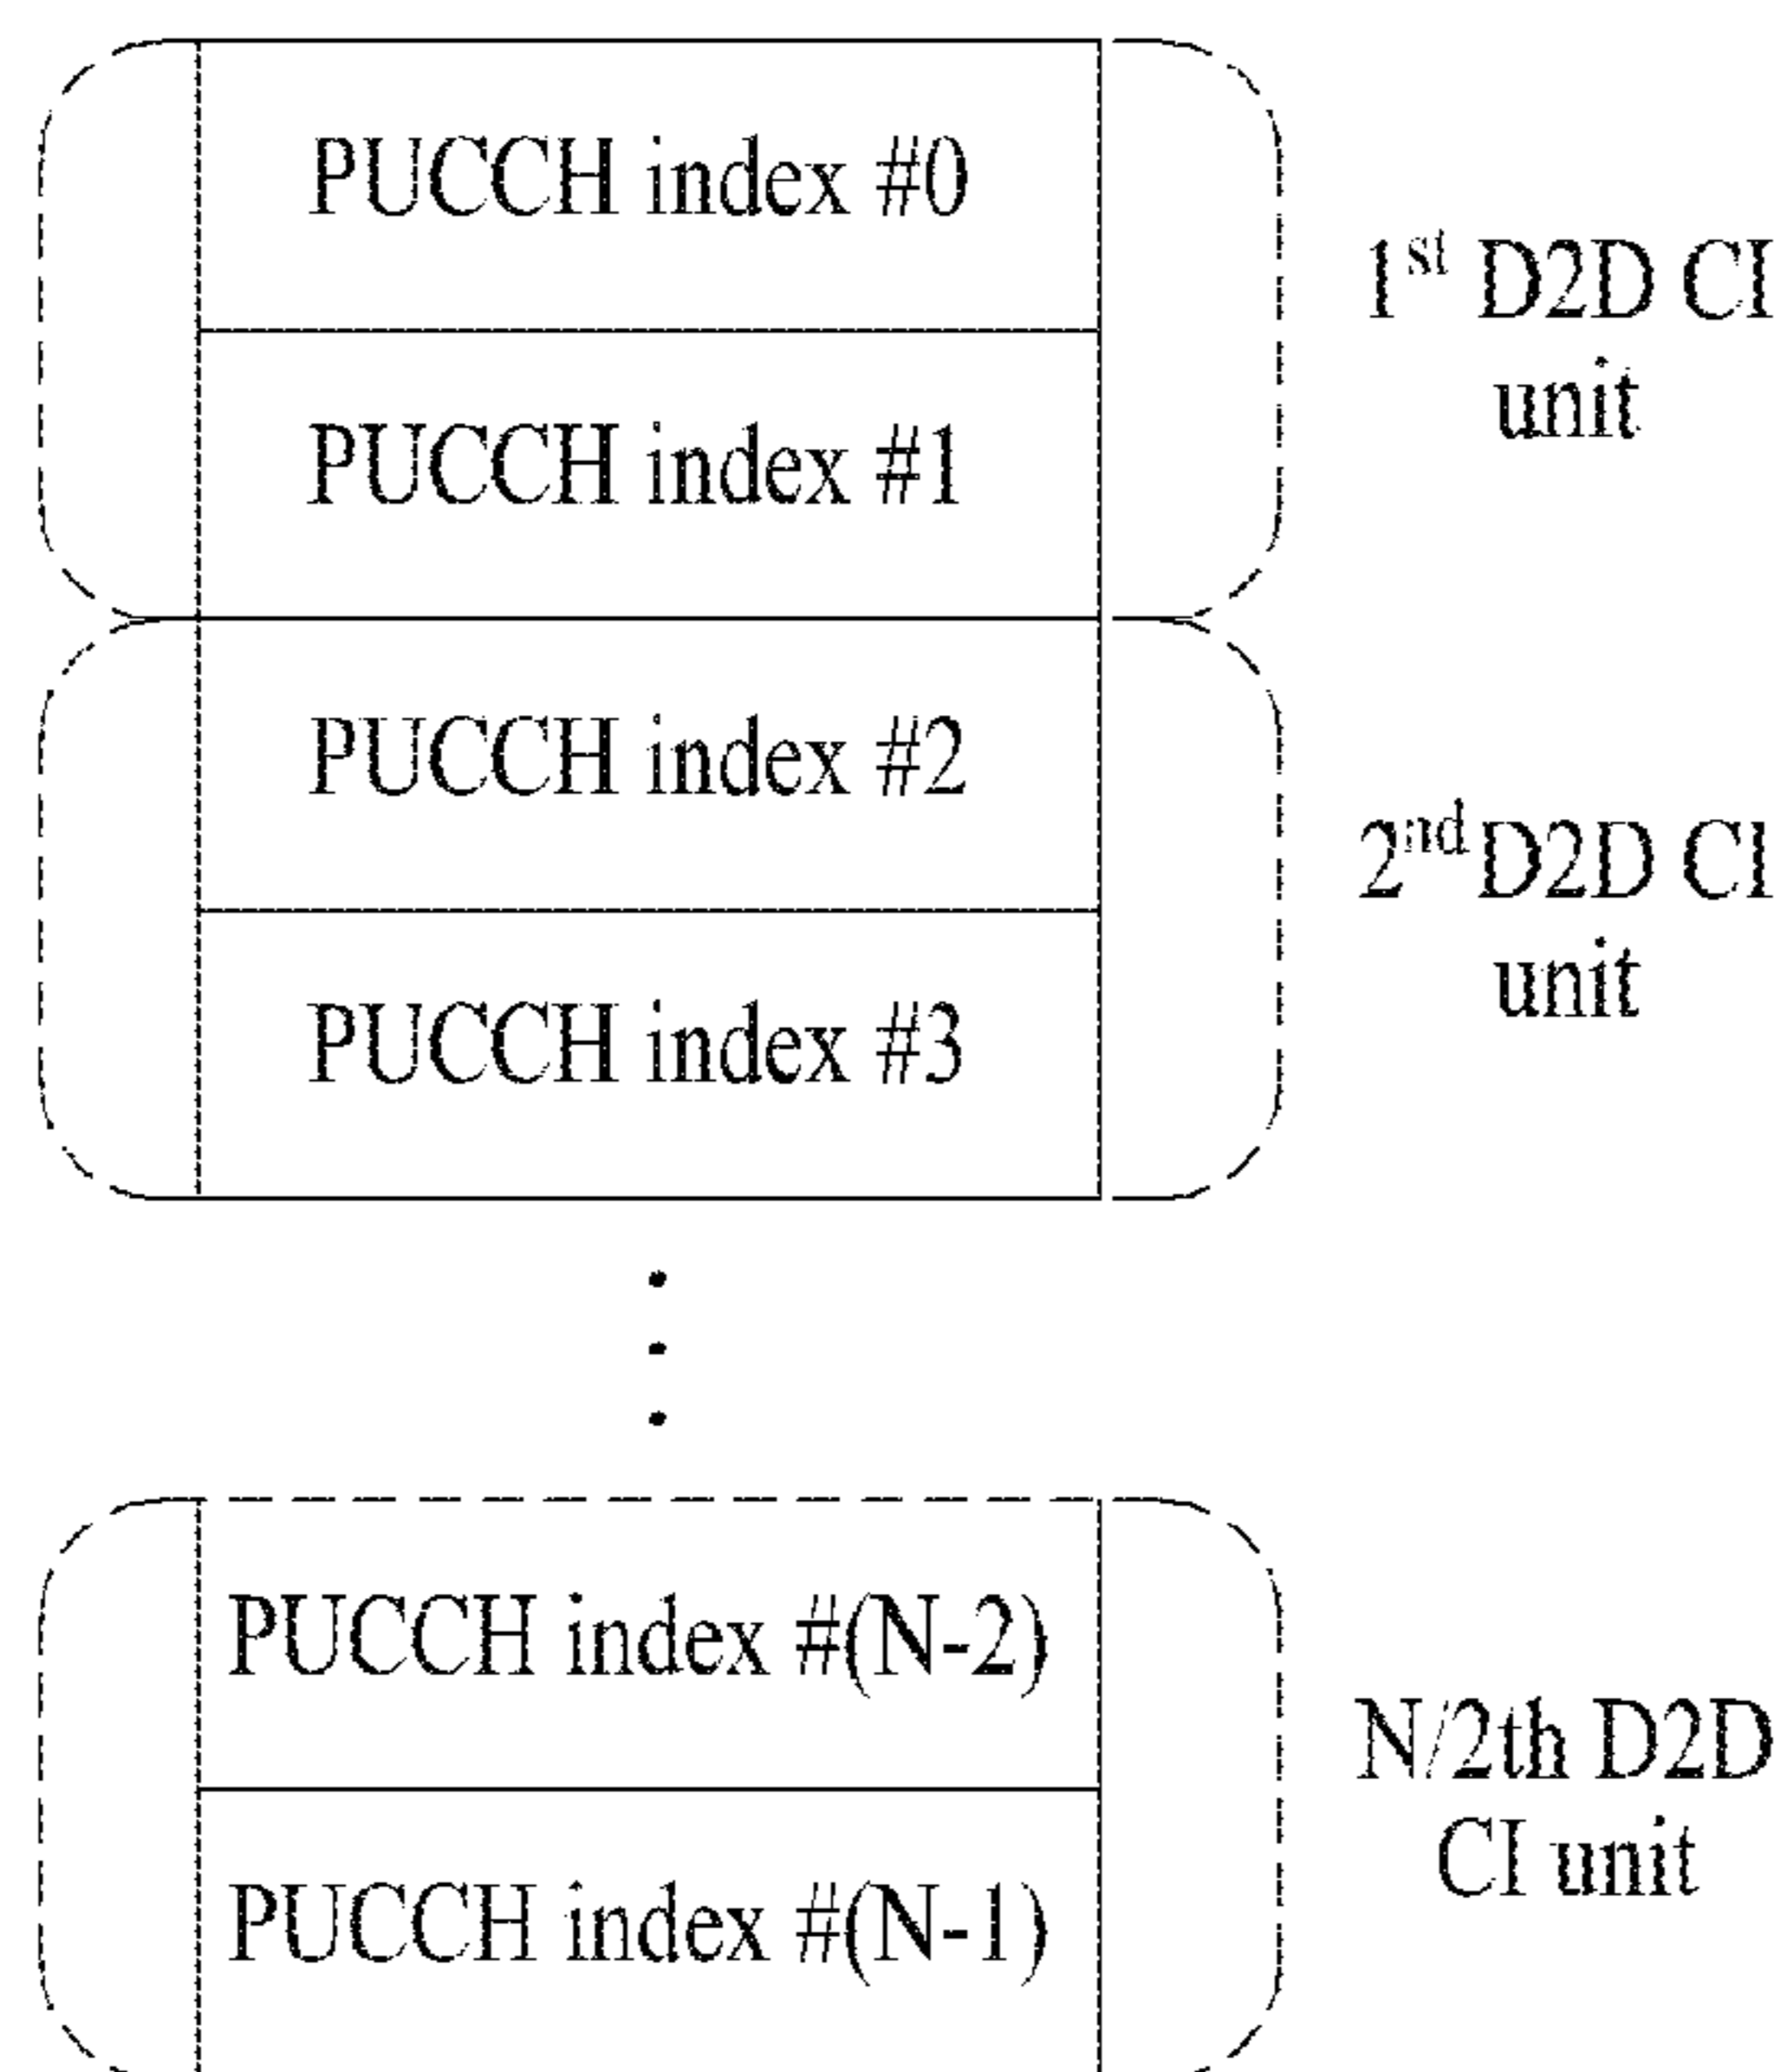 PUCCH index #0
PUCCH index #1
1st D2D CI
unit
PUCCH index #2
PUCCH index #3
2nd D2D CI
unit
PUCCH index #(N-2)
PUCCH index #(N-1)
N/2th D2D
CI unit